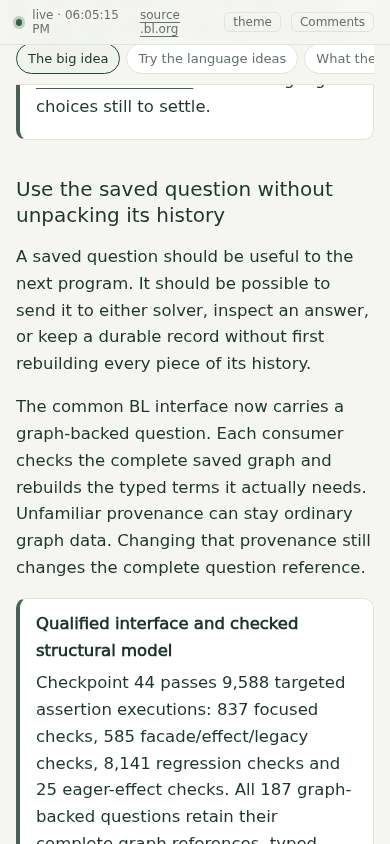 live · 06:05:15 PM
source .bl.org
theme
Comments
The big idea
Try the language ideas
What the
choices still to settle.
Use the saved question without
unpacking its history
A saved question should be useful to the
next program. It should be possible to
send it to either solver, inspect an answer,
or keep a durable record without first
rebuilding every piece of its history.
The common BL interface now carries a
graph-backed question. Each consumer
checks the complete saved graph and
rebuilds the typed terms it actually needs.
Unfamiliar provenance can stay ordinary
graph data. Changing that provenance still
changes the complete question reference.
Qualified interface and checked
structural model
Checkpoint 44 passes 9,588 targeted
assertion executions: 837 focused
checks, 585 facade/effect/legacy
checks, 8,141 regression checks and
25 eager-effect checks. All 187 graph-
backed questions retain their
complete graph references, typed